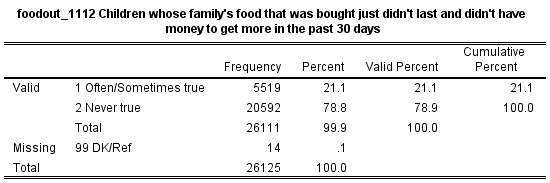 foodout_1112 Children whose family's food that was bought just didn't last and didn't have
money to get more in the past 30 days
Frequency Percent Valid Percent Cumulative Percent
Valid 1 Often/Sometimes true 5519 21.1 21.1 21.1
2 Never true 20592 78.8 78.9 100.0
Total 26111 99.9 100.0
Missing 99 DK/Ref 14 .1
Total 26125 100.0